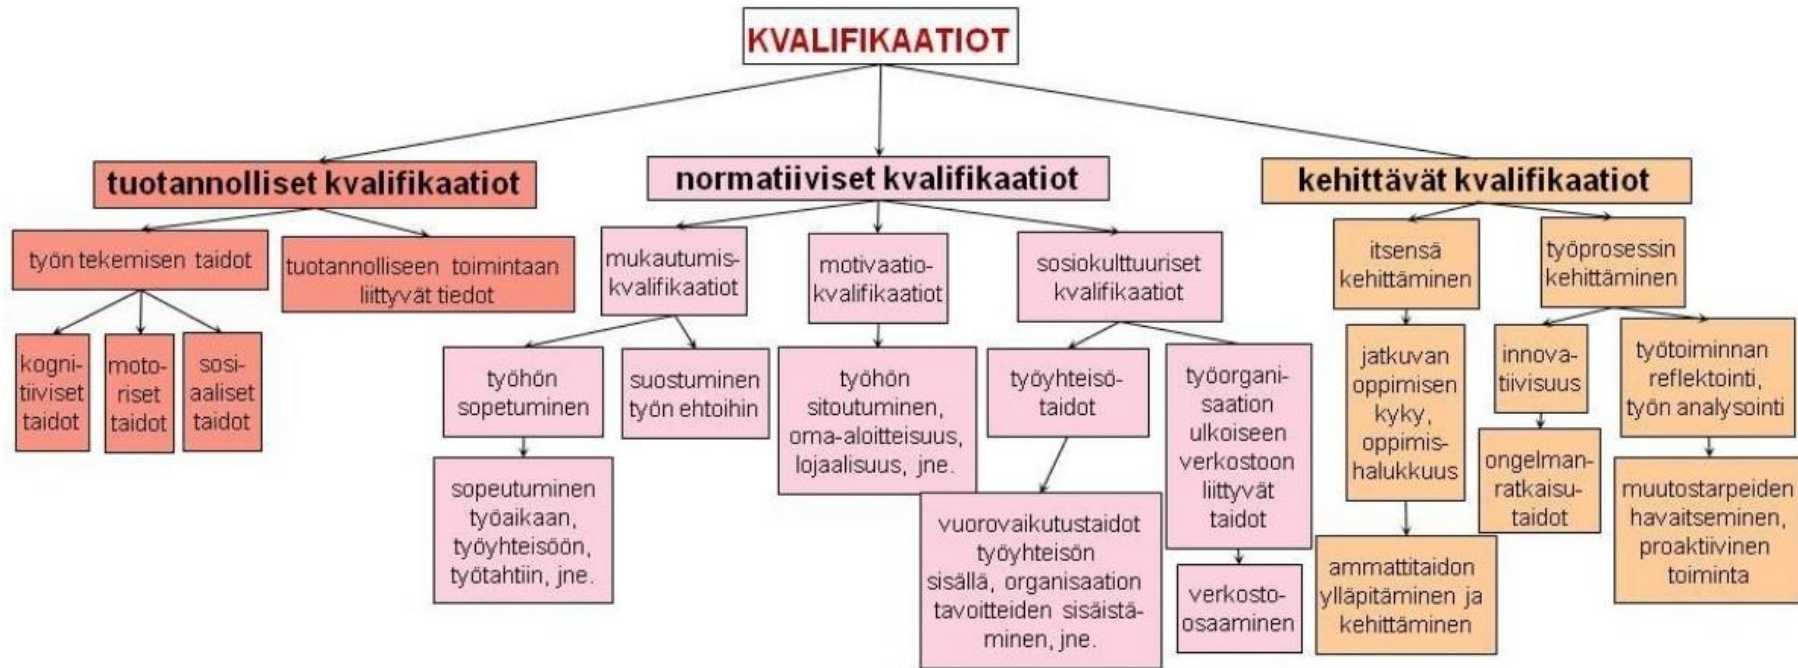 KVALIFIKAATIOT
tuotannolliset kvalifikaatiot
normatiiviset kvalifikaatiot
kehittävät kvalifikaatiot
työn tekemisen taidot
tuotannolliseen toimintaan
liittyvät tiedot
mukautumis-
kvalifikaatiot
motivaatio-
kvalifikaatiot
sosiokulttuuriset
kvalifikaatiot
itsensä
kehittäminen
työprosessin
kehittäminen
kogni-
tiiviset
taidot
moto-
riset
taidot
sosi-
aaliset
taidot
työhön
sopetuminen
suostuminen
työn ehtoihin
työhön
sitoutuminen,
oma-aloitteisuus,
lojaalisuus, jne.
työyhteisö-
taidot
työorgani-
saation
ulkoiseen
verkostoon
liittyvät
taidot
jatkuvan
oppimisen
kyky,
oppimis-
halukkuus
innova-
tiivisuus
työtoiminnan
reflektointi,
työn analysointi
sopeutuminen
työaikaan,
työyhteisöön,
työtahtiin, jne.
vuorovaikutustaidot
työyhteisön
sisällä, organisaation
tavoitteiden sisäistä-
minen, jne.
verkosto-
osaaminen
ammattitaidon
ylläpitäminen ja
kehittäminen
ongelman-
ratkaisu-
taidot
muutostarpeiden
havaitseminen,
proaktiivinen
toiminta